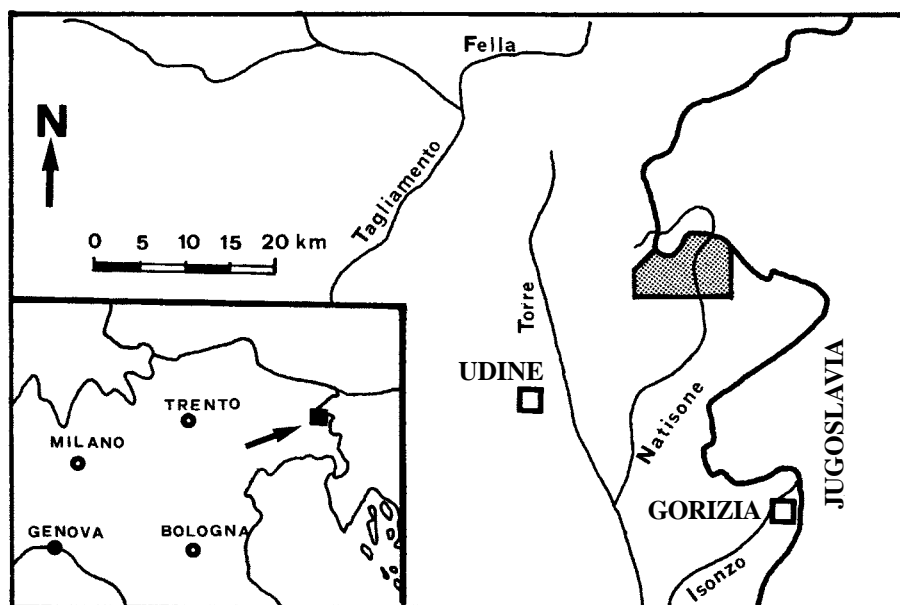 Fella
N
Tagliamento
0 5 10 15 20 km
Torre
UDINE
Natisone
JUGOSLAVIA
GORIZIA
Isonzo
TRENTO
MILANO
GENOVA
BOLOGNA